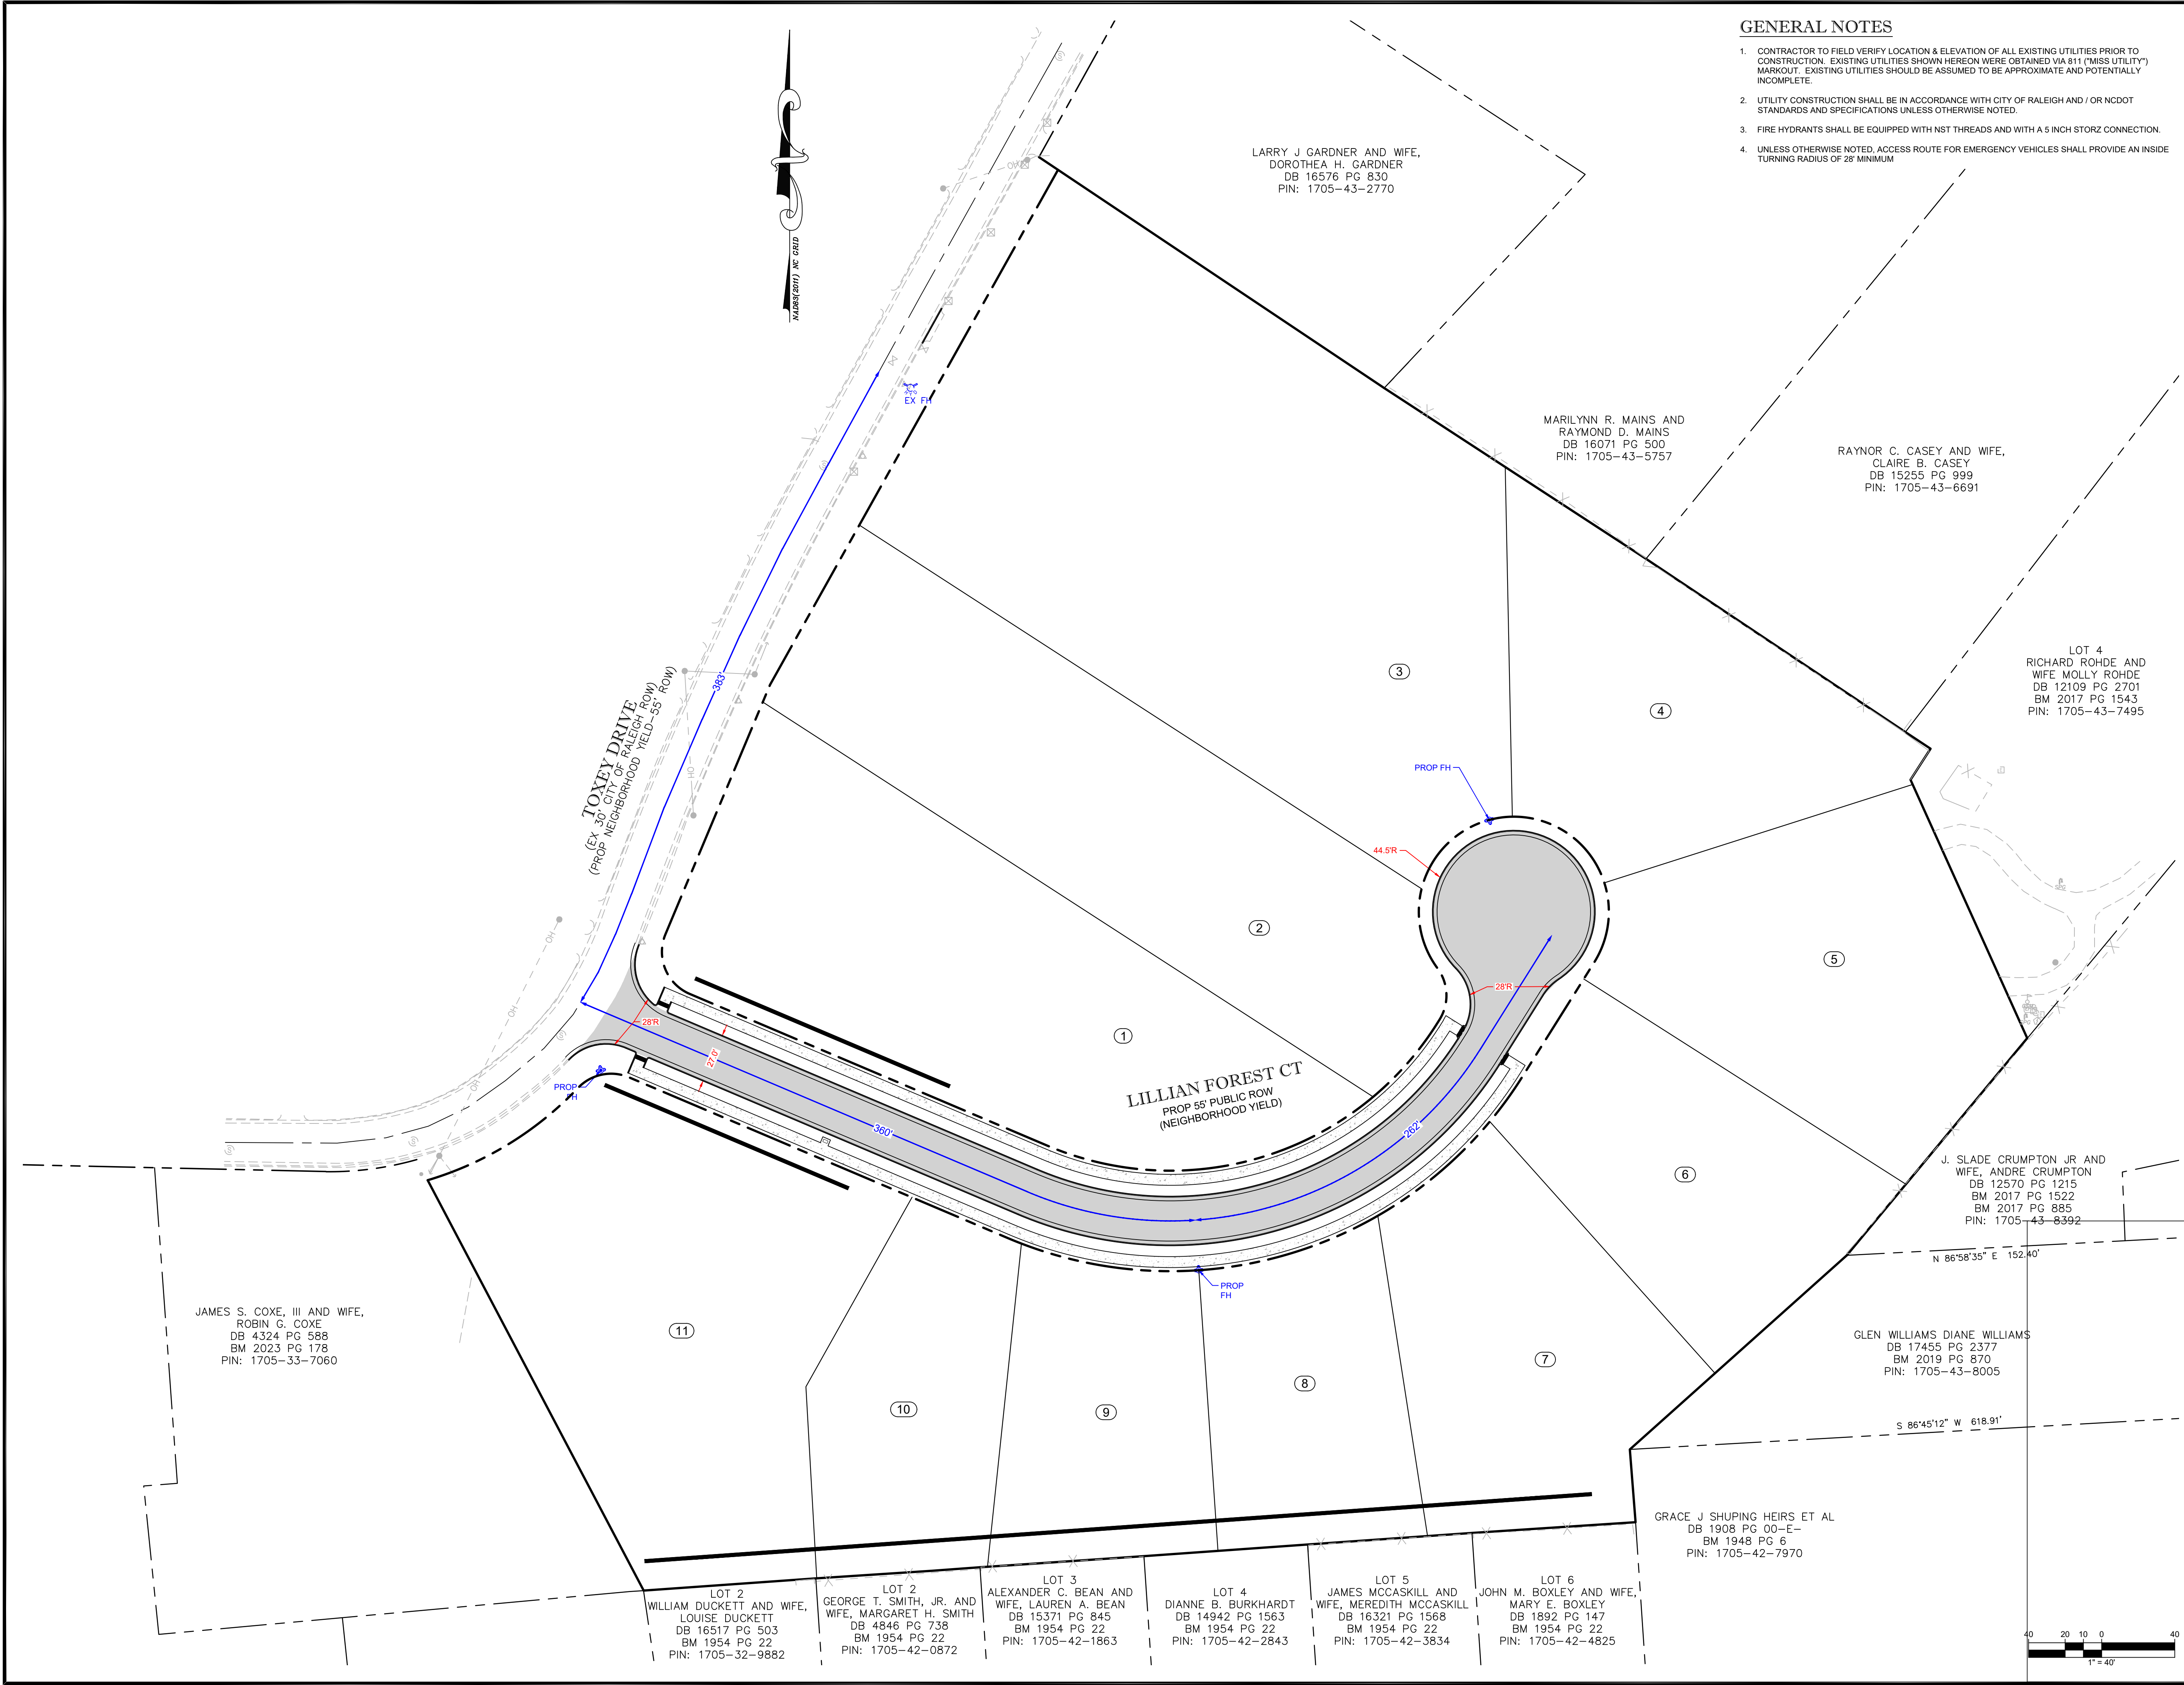 GENERAL NOTES
1. CONTRACTOR TO FIELD VERIFY LOCATION & ELEVATION OF ALL EXISTING UTILITIES PRIOR TO
CONSTRUCTION. EXISTING UTILITIES SHOWN HEREON WERE OBTAINED VIA 811 ("MISS UTILITY")
MARKOUT. EXISTING UTILITIES SHOULD BE ASSUMED TO BE APPROXIMATE AND POTENTIALLY
INCOMPLETE.
2. UTILITY CONSTRUCTION SHALL BE IN ACCORDANCE WITH CITY OF RALEIGH AND / OR NCDOT
STANDARDS AND SPECIFICATIONS UNLESS OTHERWISE NOTED.
3. FIRE HYDRANTS SHALL BE EQUIPPED WITH NST THREADS AND WITH A 5 INCH STORZ CONNECTION.
4. UNLESS OTHERWISE NOTED, ACCESS ROUTE FOR EMERGENCY VEHICLES SHALL PROVIDE AN INSIDE
TURNING RADIUS OF 28' MINIMUM
NAD83(2011) NC GRID
LARRY J GARDNER AND WIFE,
DOROTHEA H. GARDNER
DB 16576 PG 830
PIN: 1705-43-2770
EX FH
MARILYNN R. MAINS AND
RAYMOND D. MAINS
DB 16071 PG 500
PIN: 1705-43-5757
RAYNOR C. CASEY AND WIFE,
CLAIRE B. CASEY
DB 15255 PG 999
PIN: 1705-43-6691
LOT 4
RICHARD ROHDE AND
WIFE MOLLY ROHDE
DB 12109 PG 2701
BM 2017 PG 1543
PIN: 1705-43-7495
383'
TOXEY DRIVE
(EX 30' CITY OF RALEIGH ROW)
(PROP NEIGHBORHOOD YIELD-55' ROW)
OH
OH
OH
OH
3
4
PROP FH
44.5'R
2
5
28'R
28'R
1
27.0'
PROP
FH
LILLIAN FOREST CT
PROP 55' PUBLIC ROW
(NEIGHBORHOOD YIELD)
360'
262'
6
J. SLADE CRUMPTON JR AND
WIFE, ANDRE CRUMPTON
DB 12570 PG 1215
BM 2017 PG 1522
BM 2017 PG 885
PIN: 1705-43-8392
N 86°58'35" E 152.40'
PROP
FH
JAMES S. COXE, III AND WIFE,
ROBIN G. COXE
DB 4324 PG 588
BM 2023 PG 178
PIN: 1705-33-7060
11
10
9
8
7
GLEN WILLIAMS DIANE WILLIAMS
DB 17455 PG 2377
BM 2019 PG 870
PIN: 1705-43-8005
S 86°45'12" W 618.91'
GRACE J SHUPING HEIRS ET AL
DB 1908 PG 00-E-
BM 1948 PG 6
PIN: 1705-42-7970
LOT 2
WILLIAM DUCKETT AND WIFE,
LOUISE DUCKETT
DB 16517 PG 503
BM 1954 PG 22
PIN: 1705-32-9882
LOT 2
GEORGE T. SMITH, JR. AND
WIFE, MARGARET H. SMITH
DB 4846 PG 738
BM 1954 PG 22
PIN: 1705-42-0872
LOT 3
ALEXANDER C. BEAN AND
WIFE, LAUREN A. BEAN
DB 15371 PG 845
BM 1954 PG 22
PIN: 1705-42-1863
LOT 4
DIANNE B. BURKHARDT
DB 14942 PG 1563
BM 1954 PG 22
PIN: 1705-42-2843
LOT 5
JAMES MCCASKILL AND
WIFE, MEREDITH MCCASKILL
DB 16321 PG 1568
BM 1954 PG 22
PIN: 1705-42-3834
LOT 6
JOHN M. BOXLEY AND WIFE,
MARY E. BOXLEY
DB 1892 PG 147
BM 1954 PG 22
PIN: 1705-42-4825
40 20 10 0 40
1" = 40'